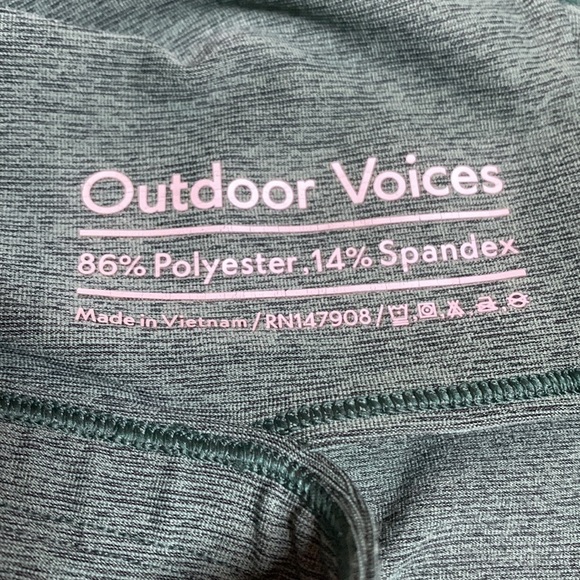 Outdoor Voices
86% Polyester, 14% Spandex
Made in Vietnam / RN147908 /